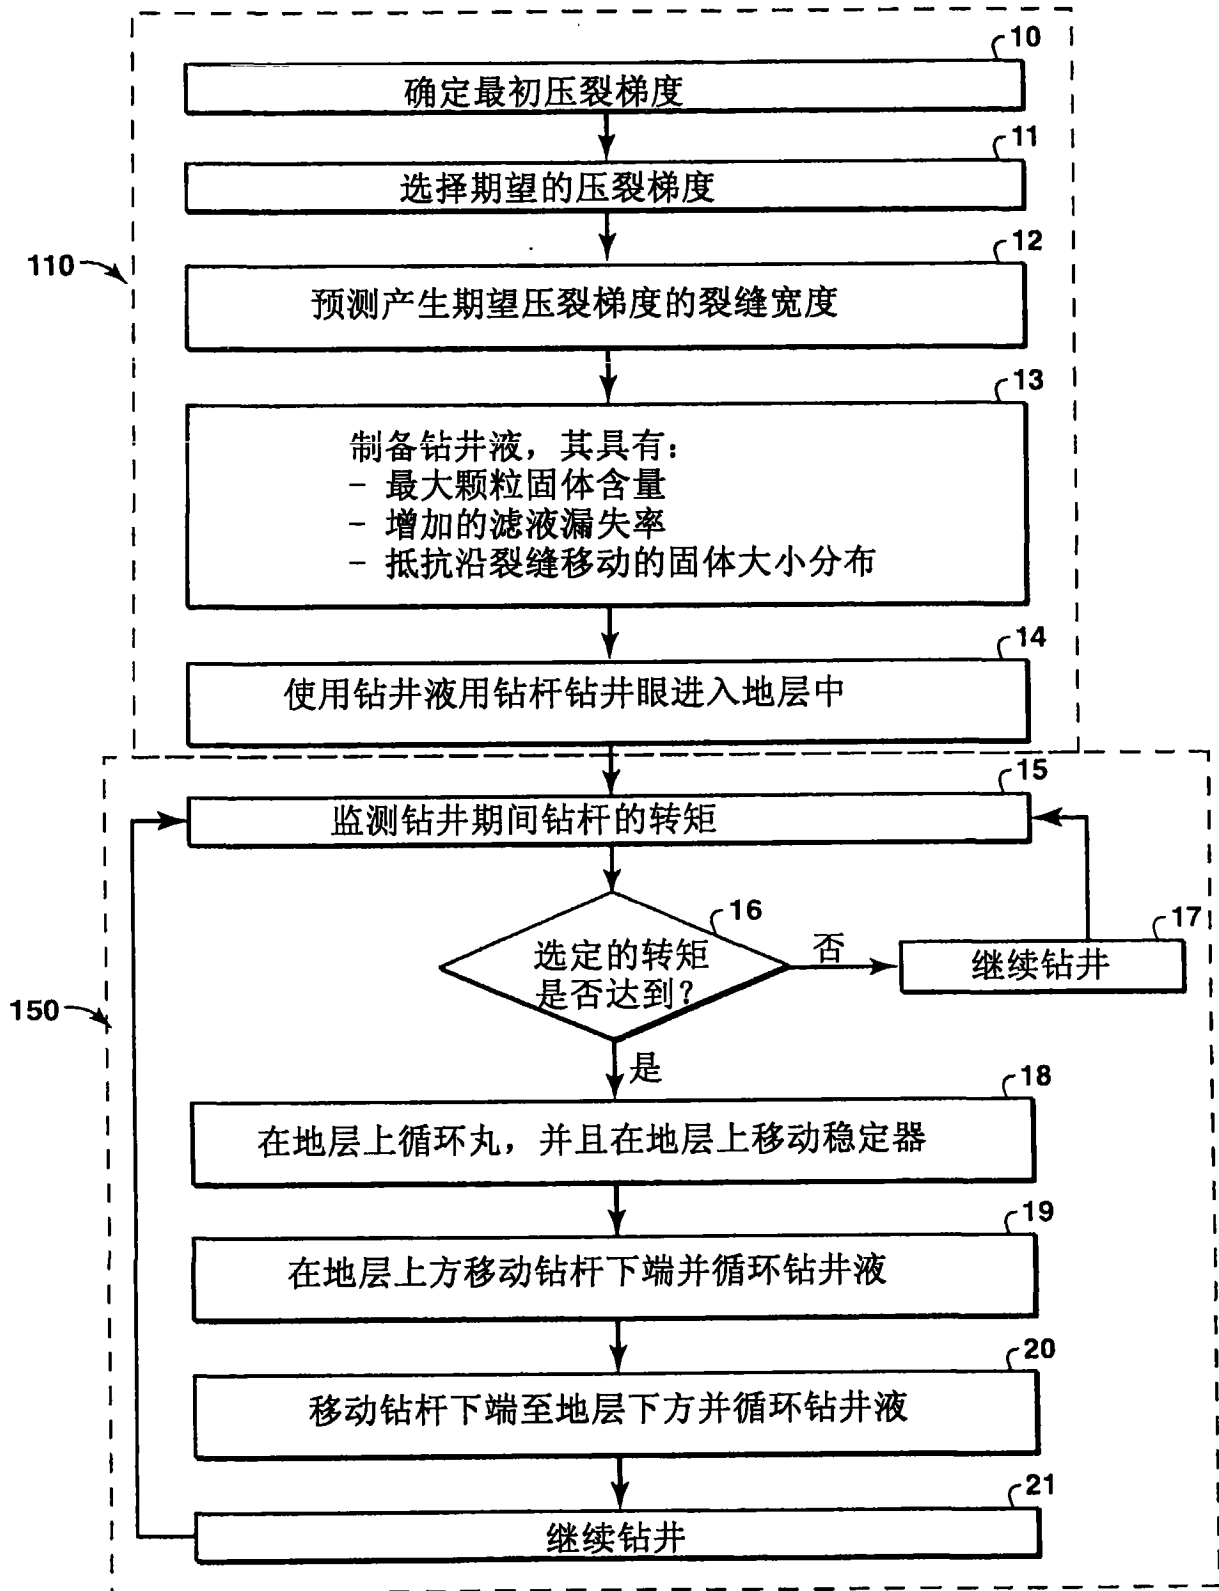 10
确定最初压裂梯度
11
选择期望的压裂梯度
110
12
预测产生期望压裂梯度的裂缝宽度
13
制备钻井液，其具有：
- 最大颗粒固体含量
- 增加的滤液漏失率
- 抵抗沿裂缝移动的固体大小分布
14
使用钻井液用钻杆钻井眼进入地层中
15
监测钻井期间钻杆的转矩
16
选定的转矩
是否达到？
否
17
继续钻井
150
是
18
在地层上循环丸，并且在地层上移动稳定器
19
在地层上方移动钻杆下端并循环钻井液
20
移动钻杆下端至地层下方并循环钻井液
21
继续钻井